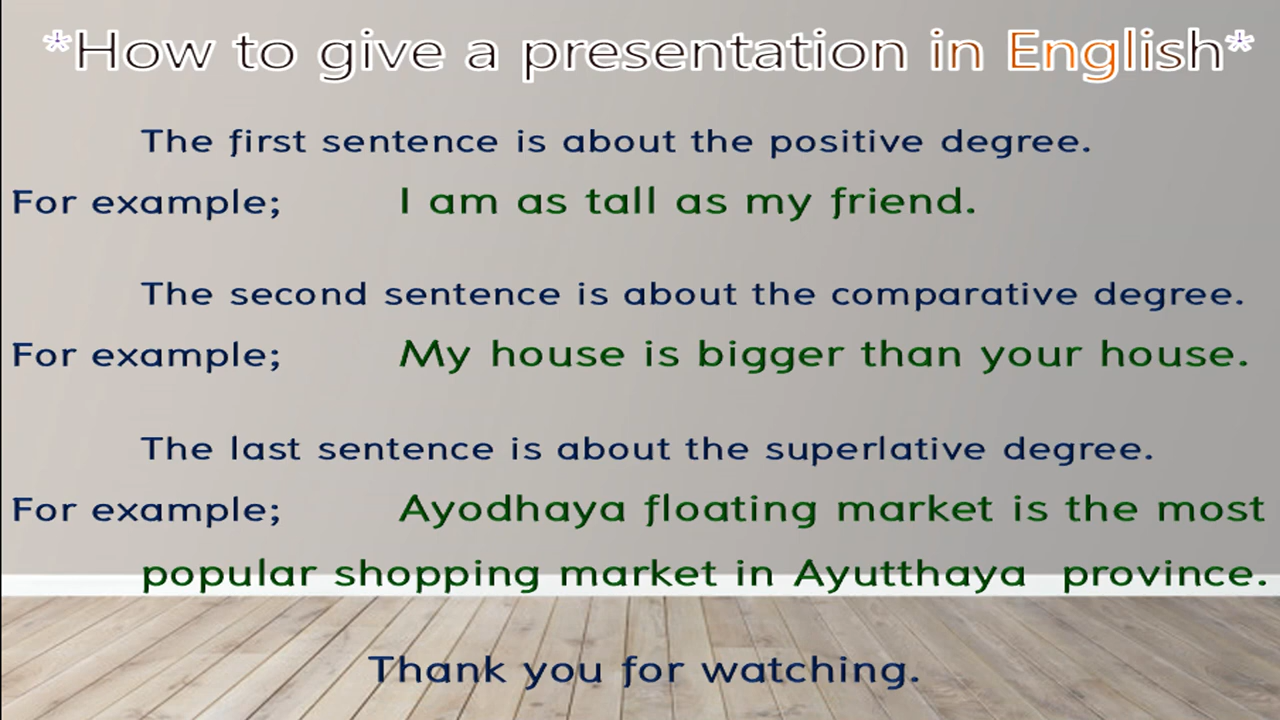 *How to give a presentation in English*
The first sentence is about the positive degree.
For example; I am as tall as my friend.
The second sentence is about the comparative degree.
For example; My house is bigger than your house.
The last sentence is about the superlative degree.
For example; Ayodhaya floating market is the most
popular shopping market in Ayutthaya province.
Thank you for watching.